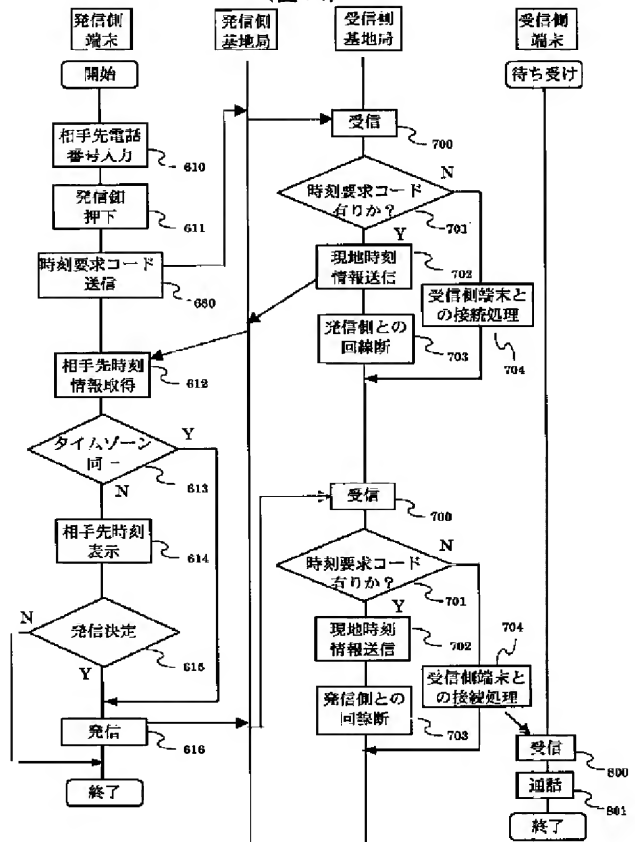 発信側
端末
発信側
基地局
受信側
基地局
受信側
端末
開始
相手先電話
番号入力
610
発信釦
押下
611
時刻要求コード
送信
680
相手先時刻
情報取得
612
タイムゾーン
同一
Y
N
613
相手先時刻
表示
614
発信決定
N
Y
615
発信
616
終了
受信
700
時刻要求コード
有りか?
N
Y
701
現地時刻
情報送信
702
発信側との
回線断
703
受信側端末と
の接続処理
704
受信
700
時刻要求コード
有りか?
N
Y
701
現地時刻
情報送信
702
発信側との
回線断
703
704
受信側端末と
の接続処理
待ち受け
受信
800
通話
801
終了